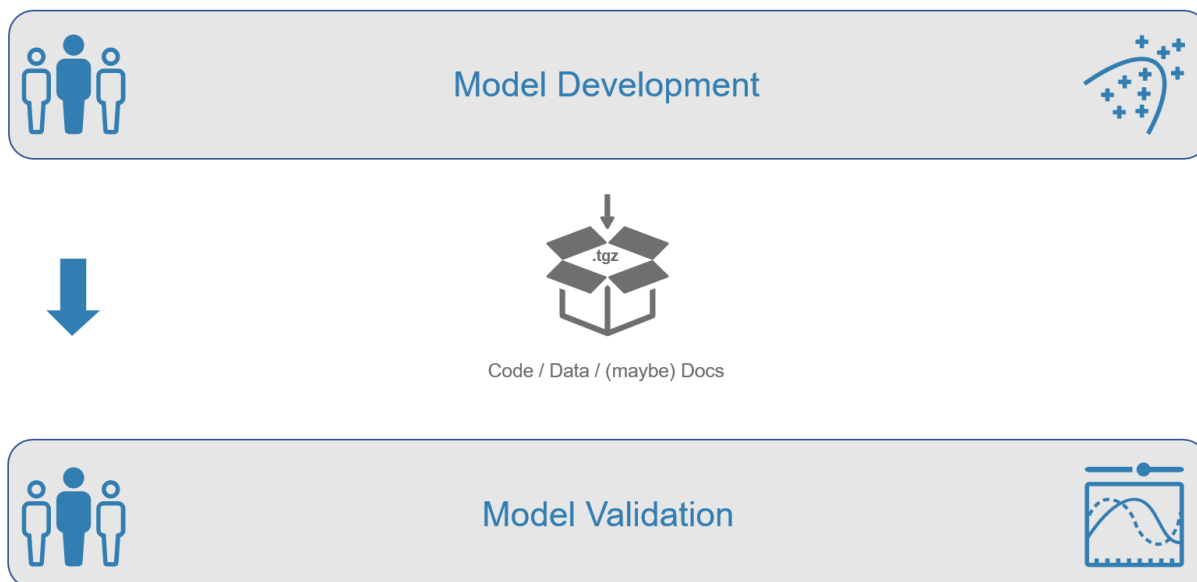 Model Development
.tgz
Code / Data / (maybe) Docs
Model Validation